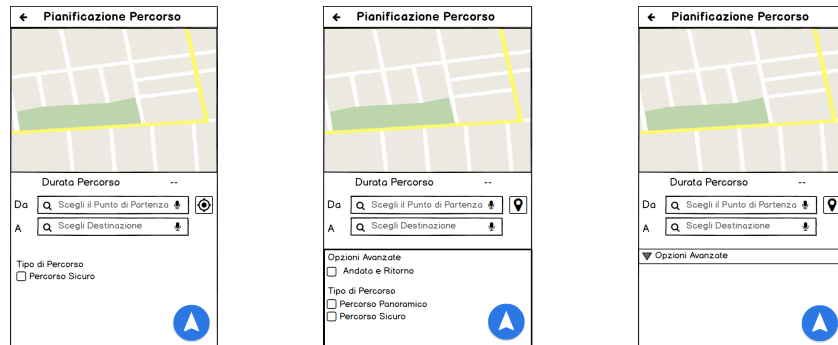 Pianificazione Percorso
Durata Percorso --
Da Scegli il Punto di Partenza
A Scegli Destinazione
Tipo di Percorso
Percorso Sicuro
Pianificazione Percorso
Durata Percorso --
Da Scegli il Punto di Partenza
A Scegli Destinazione
Opzioni Avanzate
Andata e Ritorno
Tipo di Percorso
Percorso Panoramico
Percorso Sicuro
Pianificazione Percorso
Durata Percorso --
Da Scegli il Punto di Partenza
A Scegli Destinazione
Opzioni Avanzate